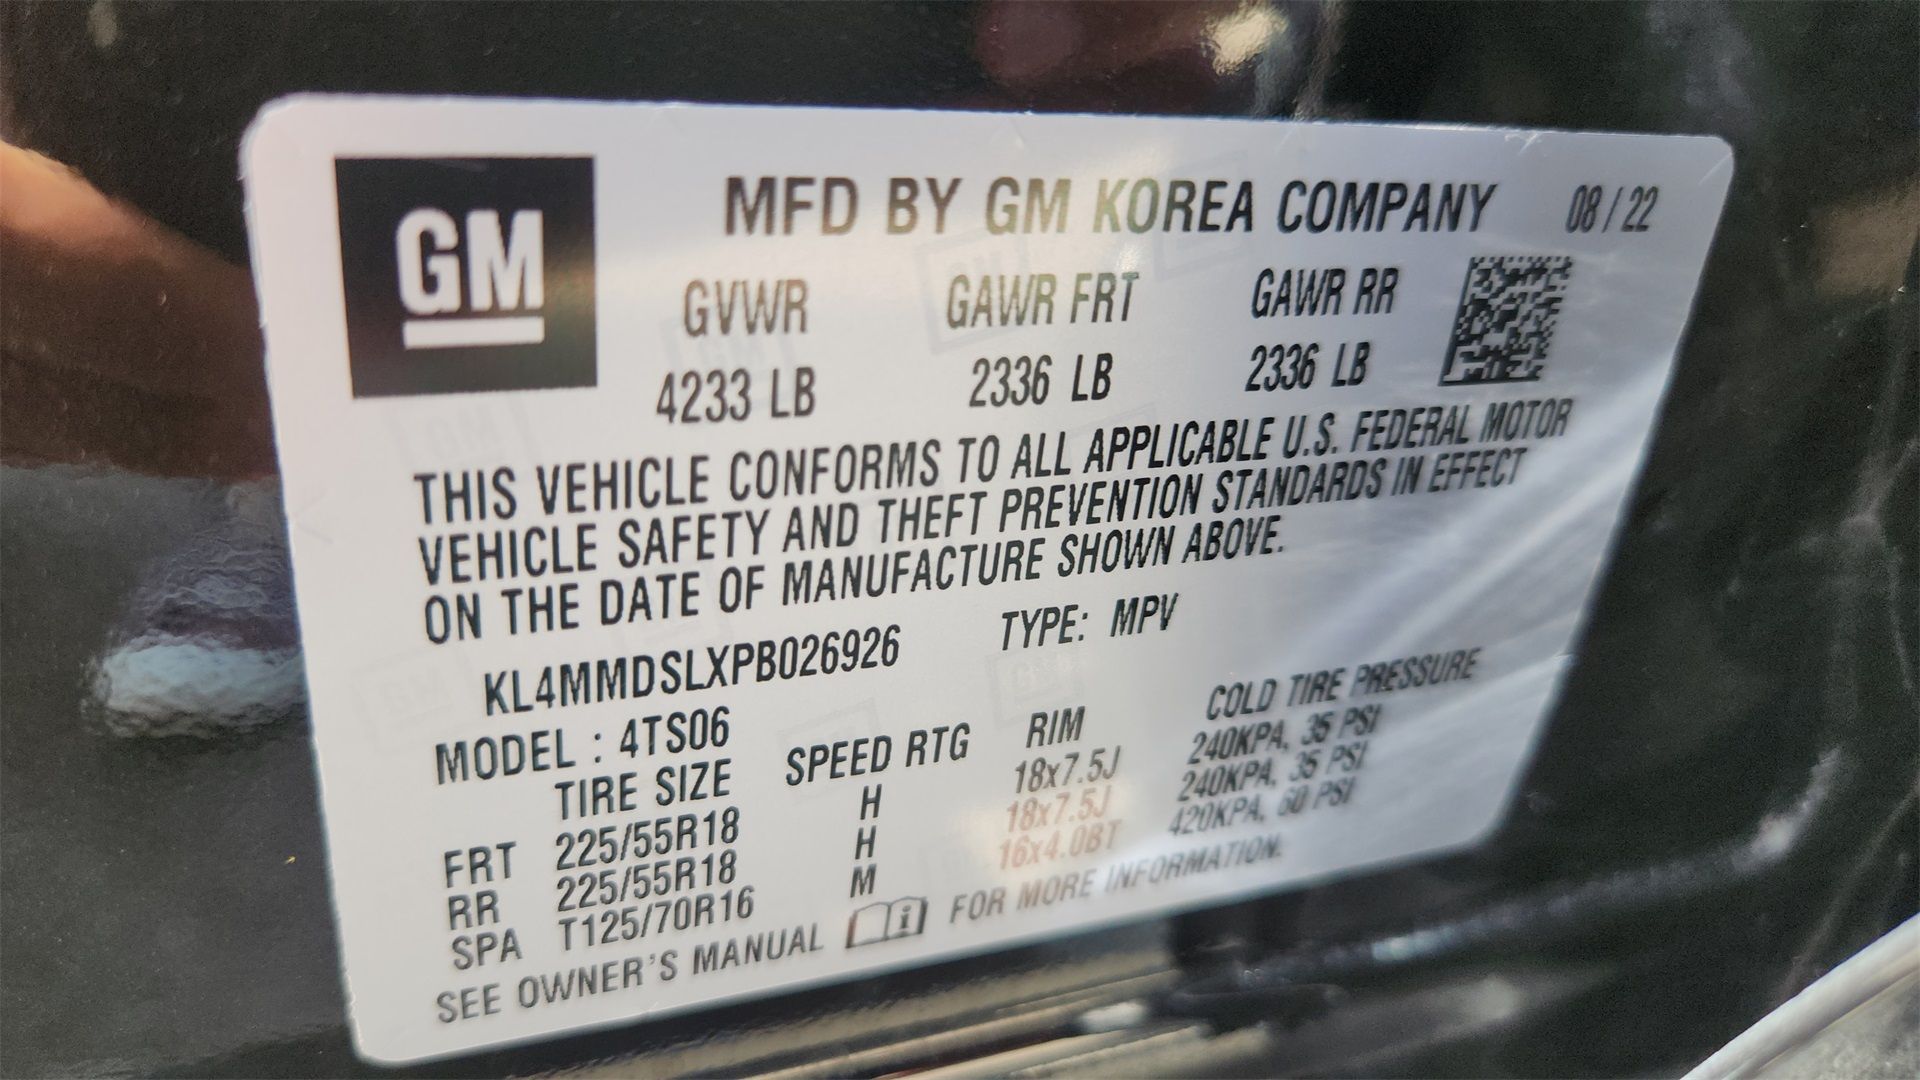 GM
MFD BY GM KOREA COMPANY 08/22
GVWR GAWR FRT GAWR RR
4233 LB 2336 LB 2336 LB
THIS VEHICLE CONFORMS TO ALL APPLICABLE U.S. FEDERAL MOTOR
VEHICLE SAFETY AND THEFT PREVENTION STANDARDS IN EFFECT
ON THE DATE OF MANUFACTURE SHOWN ABOVE.
KL4MMDSLXPB026926 TYPE: MPV
MODEL : 4TS06
TIRE SIZE SPEED RTG RIM COLD TIRE PRESSURE
FRT 225/55R18 H 18x7.5J 240KPA, 35 PSI
RR 225/55R18 H 18x7.5J 240KPA, 35 PSI
SPA T125/70R16 M 16x4.0BT 420KPA, 60 PSI
SEE OWNER'S MANUAL FOR MORE INFORMATION.